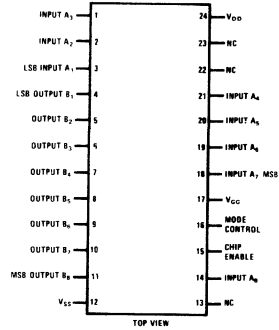 INPUT A₃ 1
INPUT A₂ 2
LSB INPUT A₁ 3
LSB OUTPUT B₁ 4
OUTPUT B₂ 5
OUTPUT B₃ 6
OUTPUT B₄ 7
OUTPUT B₅ 8
OUTPUT B₆ 9
OUTPUT B₇ 10
MSB OUTPUT B₈ 11
VSS 12
24 VDD
23 NC
22 NC
21 INPUT A₄
20 INPUT A₅
19 INPUT A₆
18 INPUT A₇ MSB
17 VGG
16 MODE CONTROL
15 CHIP ENABLE
14 INPUT A₈
13 NC
TOP VIEW